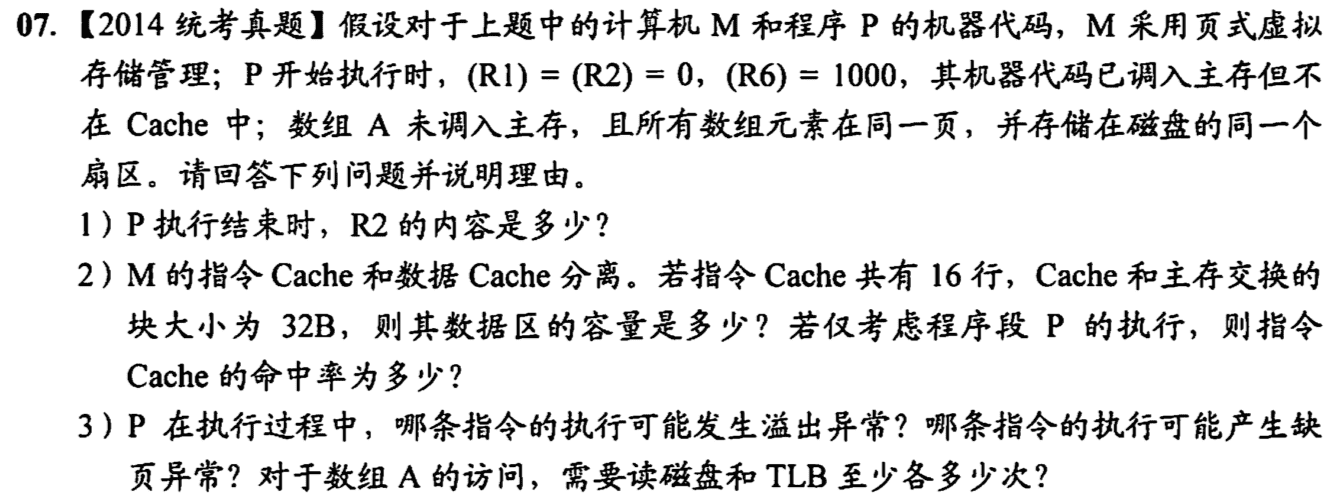 07.【2014 统考真题】假设对于上题中的计算机 M 和程序 P 的机器代码，M 采用页式虚拟
存储管理；P 开始执行时，(R1) = (R2) = 0，(R6) = 1000，其机器代码已调入主存但不
在 Cache 中；数组 A 未调入主存，且所有数组元素在同一页，并存储在磁盘的同一个
扇区。请回答下列问题并说明理由。
1）P 执行结束时，R2 的内容是多少？
2）M 的指令 Cache 和数据 Cache 分离。若指令 Cache 共有 16 行，Cache 和主存交换的
块大小为 32B，则其数据区的容量是多少？若仅考虑程序段 P 的执行，则指令
Cache 的命中率为多少？
3）P 在执行过程中，哪条指令的执行可能发生溢出异常？哪条指令的执行可能产生缺
页异常？对于数组 A 的访问，需要读磁盘和 TLB 至少各多少次？